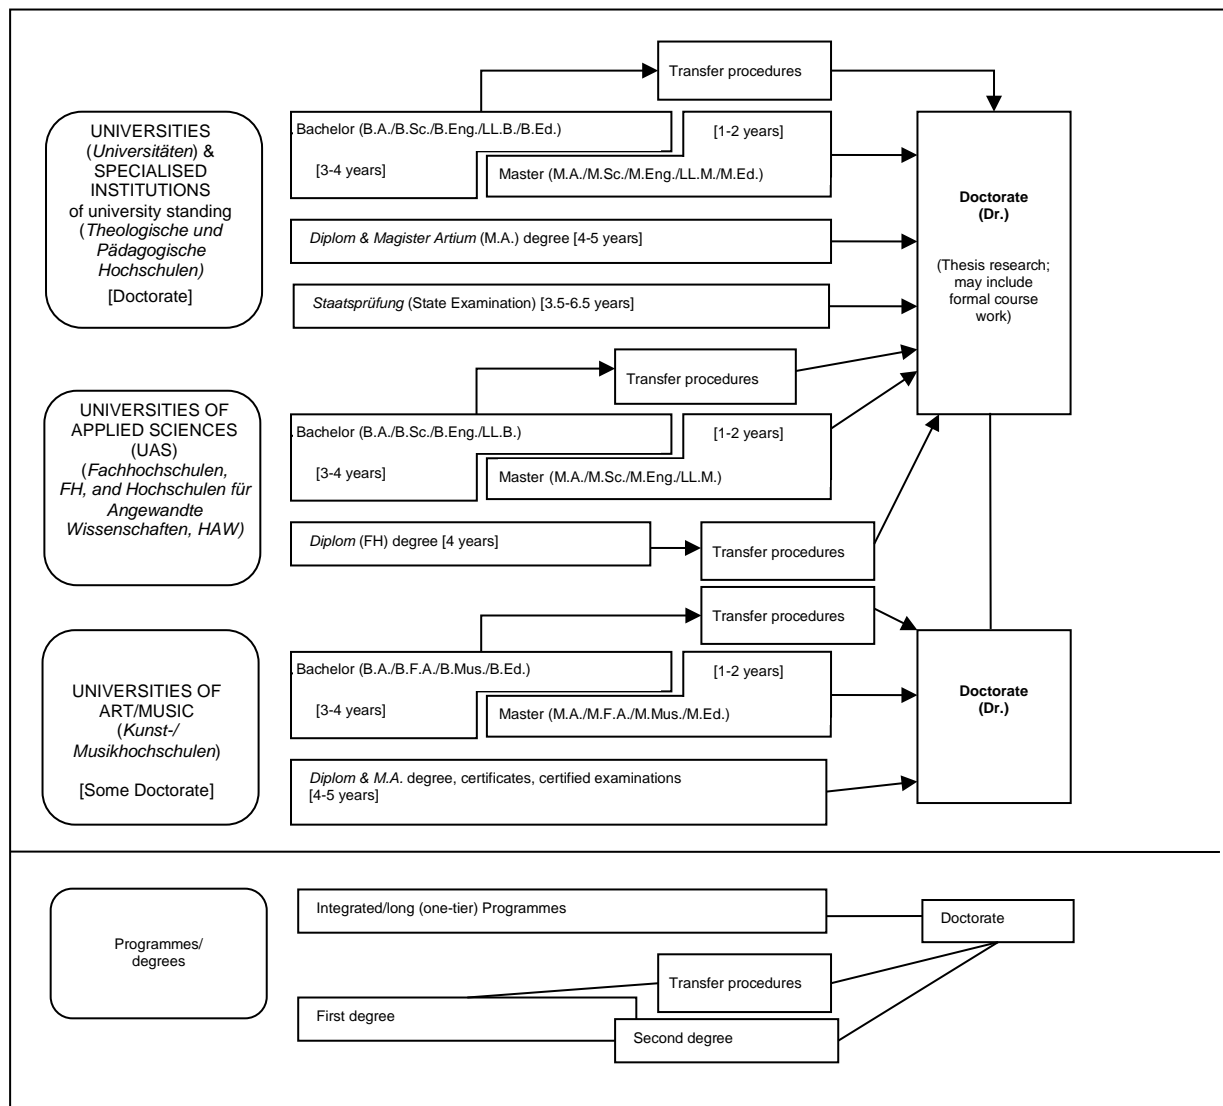 Transfer procedures
UNIVERSITIES
(Universitäten) &
SPECIALISED
INSTITUTIONS
of university standing
(Theologische und
Pädagogische
Hochschulen)
[Doctorate]
Bachelor (B.A./B.Sc./B.Eng./LL.B./B.Ed.)
[3-4 years]
[1-2 years]
Master (M.A./M.Sc./M.Eng./LL.M./M.Ed.)
Diplom & Magister Artium (M.A.) degree [4-5 years]
Staatsprüfung (State Examination) [3.5-6.5 years]
Doctorate
(Dr.)
(Thesis research;
may include
formal course
work)
Transfer procedures
UNIVERSITIES OF
APPLIED SCIENCES
(UAS)
(Fachhochschulen,
FH, and Hochschulen für
Angewandte
Wissenschaften, HAW)
Bachelor (B.A./B.Sc./B.Eng./LL.B.)
[3-4 years]
[1-2 years]
Master (M.A./M.Sc./M.Eng./LL.M.)
Diplom (FH) degree [4 years]
Transfer procedures
Transfer procedures
UNIVERSITIES OF
ART/MUSIC
(Kunst-/
Musikhochschulen)
[Some Doctorate]
Bachelor (B.A./B.F.A./B.Mus./B.Ed.)
[3-4 years]
[1-2 years]
Master (M.A./M.F.A./M.Mus./M.Ed.)
Diplom & M.A. degree, certificates, certified examinations
[4-5 years]
Doctorate
(Dr.)
Programmes/
degrees
Integrated/long (one-tier) Programmes
Doctorate
Transfer procedures
First degree
Second degree